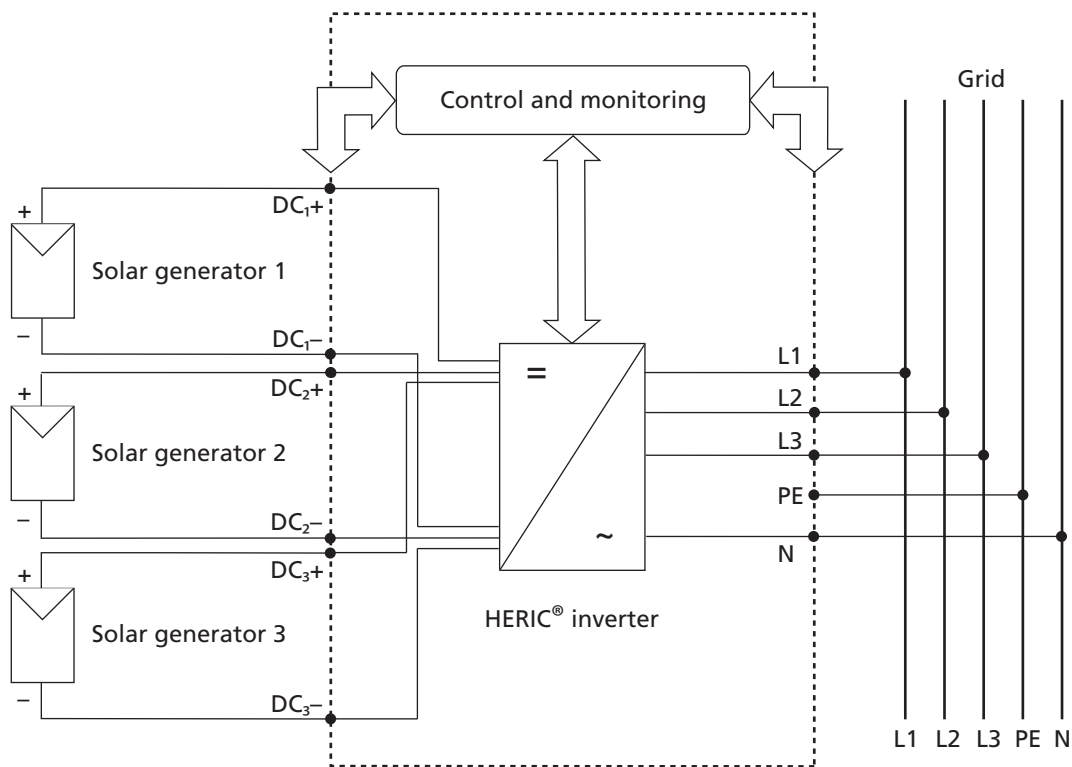 Control and monitoring
Grid
+
DC₁+
Solar generator 1
–
DC₁–
+
DC₂+
Solar generator 2
–
DC₂–
+
DC₃+
Solar generator 3
–
DC₃–
=
~
HERIC® inverter
L1
L2
L3
PE
N
L1 L2 L3 PE N